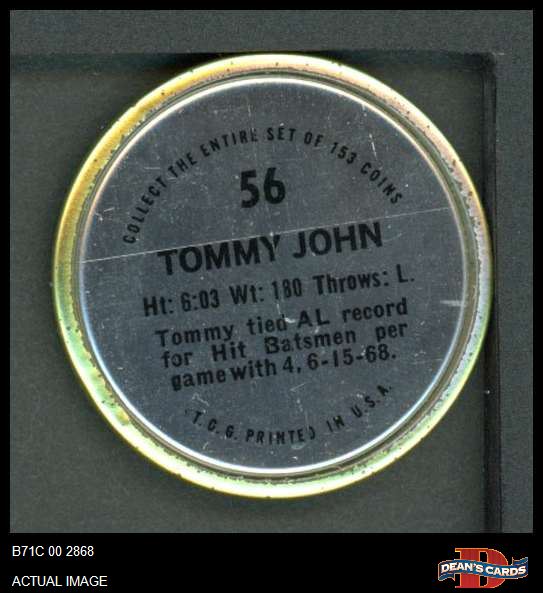 COLLECT THE ENTIRE SET OF 153 COINS
56
TOMMY JOHN
Ht: 6:03 Wt: 180 Throws: L.
Tommy tied AL record
for Hit Batsmen per
game with 4, 6-15-68.
T.C.G. PRINTED IN U.S.A.
B71C 00 2868
ACTUAL IMAGE
D
DEAN'S CARDS